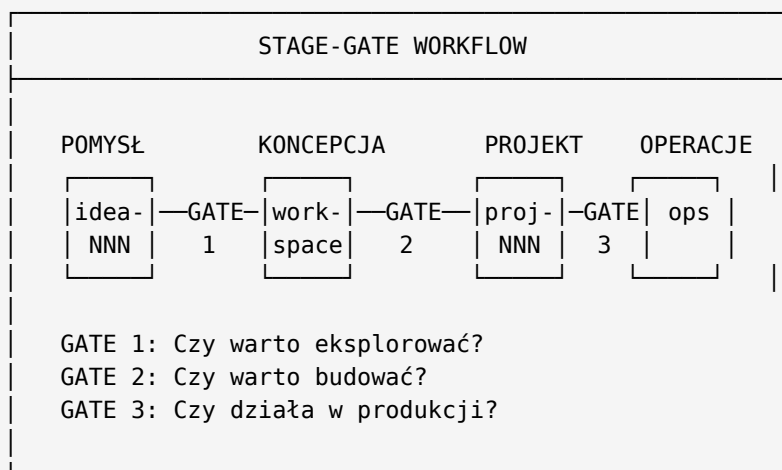 STAGE-GATE WORKFLOW
POMYSŁ KONCEPCJA PROJEKT OPERACJE
idea- GATE work- GATE proj- GATE ops
NNN 1 space 2 NNN 3
GATE 1: Czy warto eksplorować?
GATE 2: Czy warto budować?
GATE 3: Czy działa w produkcji?